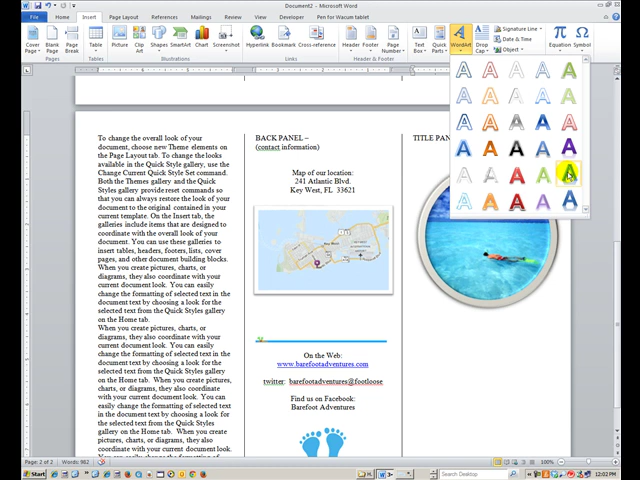 Document2 - Microsoft Word
File Home Insert Page Layout References Mailings Review View Developer Pen for Wacom tablet
Cover Page Blank Page Page Break Table Picture Clip Art Shapes SmartArt Chart Screenshot Hyperlink Bookmark Cross-reference Header Footer Page Number Text Box Quick Parts WordArt Drop Cap Signature Line Date & Time Object Equation Symbol
Pages Tables Illustrations Links Header & Footer
To change the overall look of your
document, choose new Theme elements on
the Page Layout tab. To change the looks
available in the Quick Style gallery, use the
Change Current Quick Style Set command.
Both the Themes gallery and the Quick
Styles gallery provide reset commands so
that you can always restore the look of your
document to the original contained in your
current template. On the Insert tab, the
galleries include items that are designed to
coordinate with the overall look of your
document. You can use these galleries to
insert tables, headers, footers, lists, cover
pages, and other document building blocks.
When you create pictures, charts, or
diagrams, they also coordinate with your
current document look. You can easily
change the formatting of selected text in the
document text by choosing a look for the
selected text from the Quick Styles gallery
on the Home tab.
When you create pictures, charts, or
diagrams, they also coordinate with your
current document look. You can easily
change the formatting of selected text in the
document text by choosing a look for the
selected text from the Quick Styles gallery
on the Home tab. When you create pictures,
charts, or diagrams, they also coordinate
with your current document look. You can
easily change the formatting of selected text
in the document text by choosing a look for
the selected text from the Quick Styles
gallery on the Home tab. When you create
pictures, charts, or diagrams, they also
coordinate with your current document look.
You can easily change the formatting of
BACK PANEL –
(contact information)
Map of our location:
241 Atlantic Blvd.
Key West, FL 33621
On the Web:
www.barefootadventures.com
twitter: barefootadventures@footloose
Find us on Facebook:
Barefoot Adventures
TITLE PAN
Page: 2 of 2 Words: 982 100%
Start Search Desktop 12:02 PM